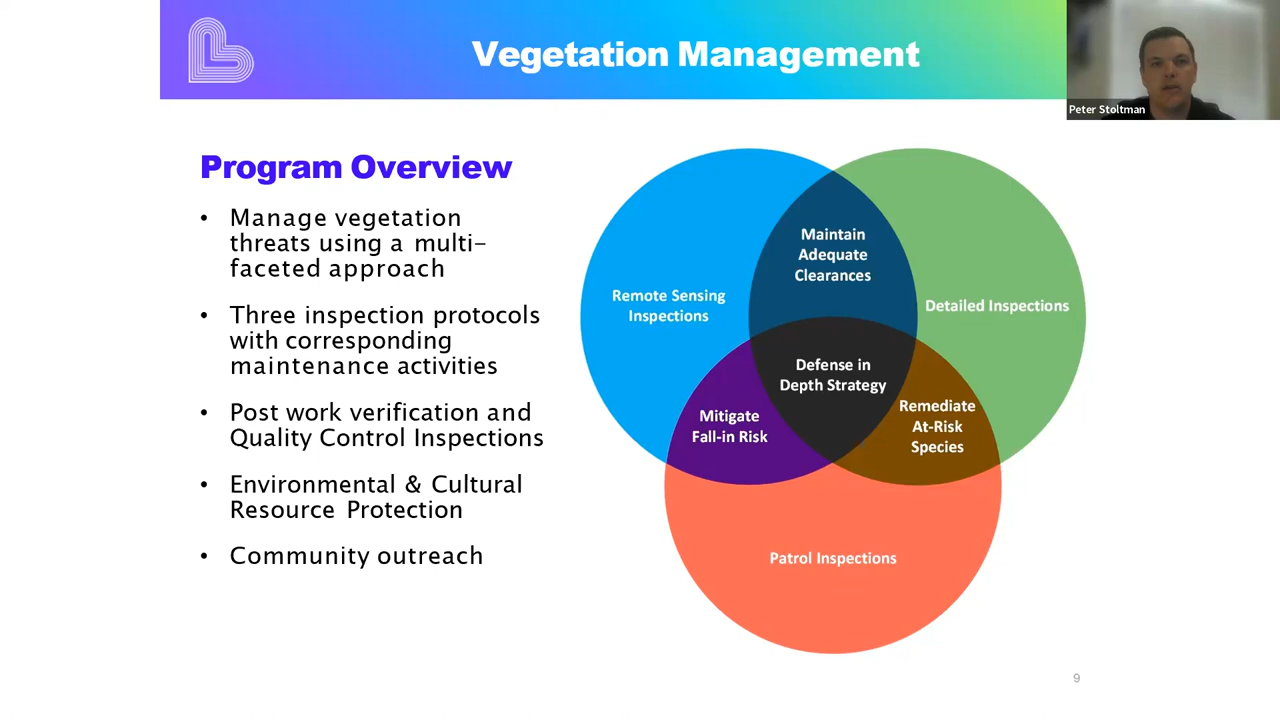 Vegetation Management
Peter Stoltman
Program Overview
• Manage vegetation
threats using a multi-
faceted approach
• Three inspection protocols
with corresponding
maintenance activities
• Post work verification and
Quality Control Inspections
• Environmental & Cultural
Resource Protection
• Community outreach
Maintain
Adequate
Clearances
Remote Sensing
Inspections
Detailed Inspections
Defense in
Depth Strategy
Mitigate
Fall-in Risk
Remediate
At-Risk
Species
Patrol Inspections
9